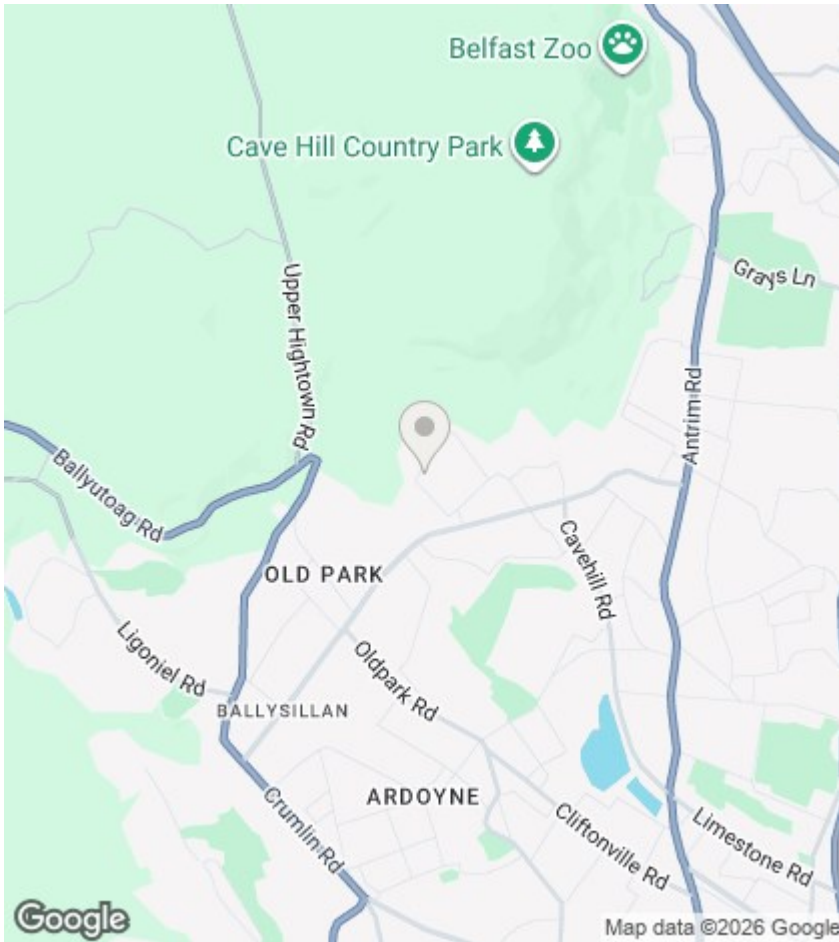 Belfast Zoo
Cave Hill Country Park
Grays Ln
Upper Hightown Rd
Antrim Rd
Ballyutoag Rd
Cavehill Rd
OLD PARK
Ligoniel Rd
Oldpark Rd
BALLYSILLAN
ARDOYNE
Crumlin Rd
Cliftonville Rd
Limestone Rd
Google
Map data ©2026 Google